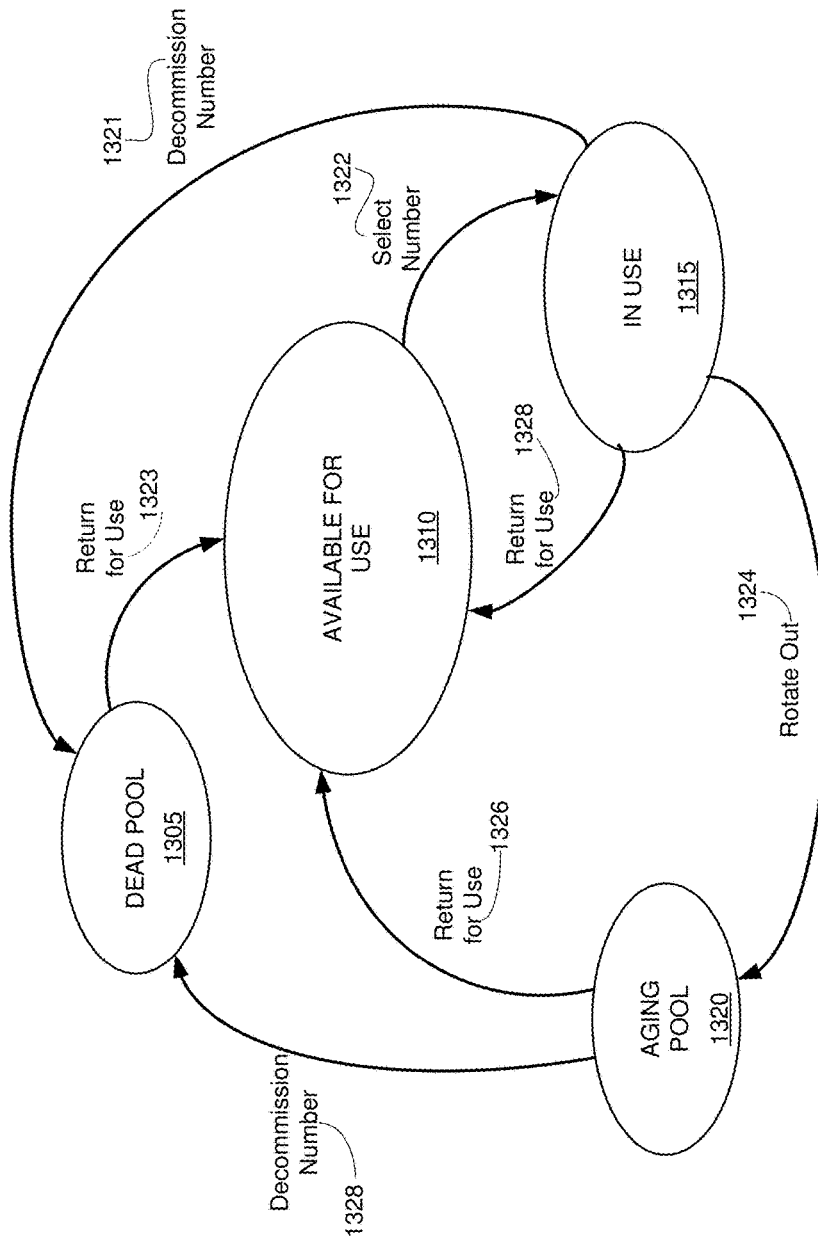 1321
Decommission
Number
1322
Select
Number
Return
for Use
1323
DEAD POOL
1305
AVAILABLE FOR
USE
1310
IN USE
1315
Return
for Use
1328
Return
for Use
1326
Decommission
Number
1328
AGING
POOL
1320
1324
Rotate Out